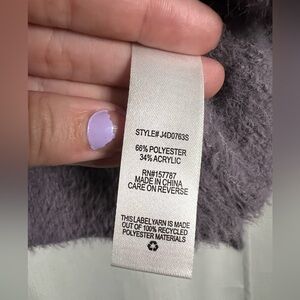 STYLE# J4D0763S
66% POLYESTER
34% ACRYLIC
RN#157787
MADE IN CHINA
CARE ON REVERSE
THIS LABEL YARN IS MADE
OUT OF 100% RECYCLED
POLYESTER MATERIALS